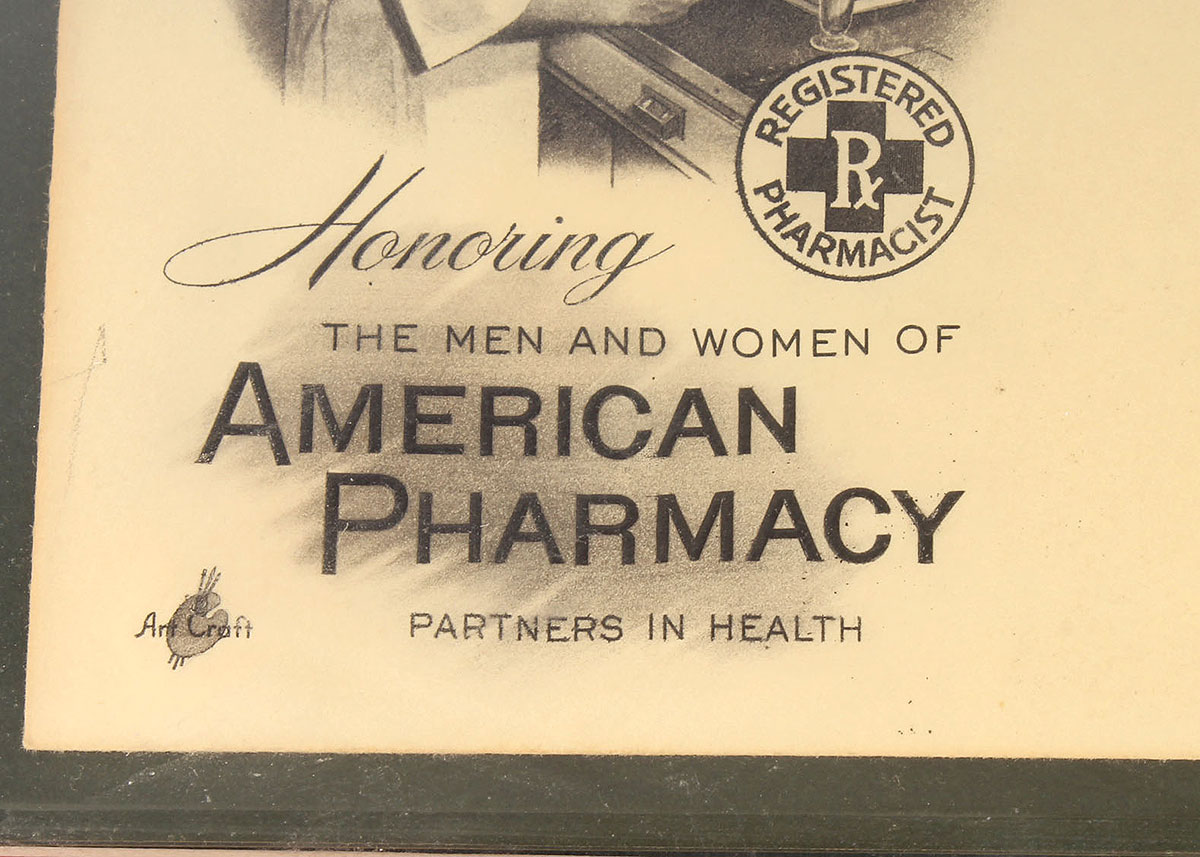 REGISTERED
Rx
PHARMACIST
Honoring
THE MEN AND WOMEN OF
AMERICAN
PHARMACY
Art Craft
PARTNERS IN HEALTH